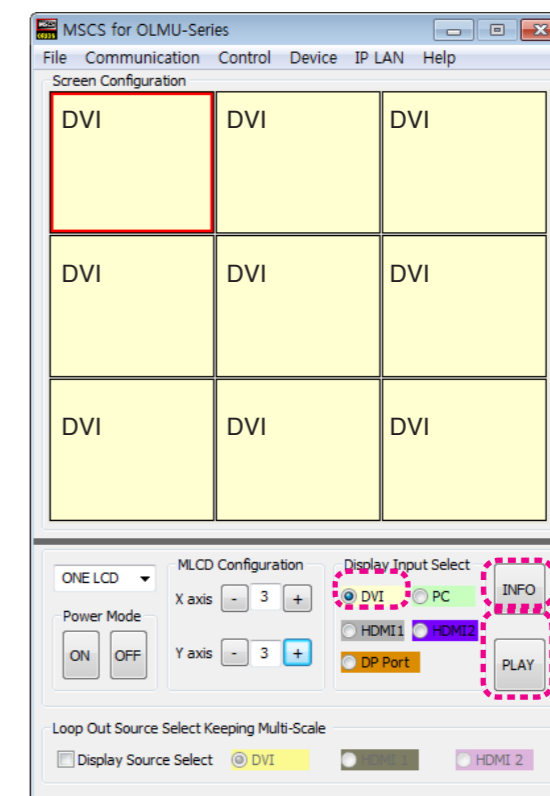 MSCS for OLMU-Series
File Communication Control Device IP LAN Help
Screen Configuration
DVI DVI DVI
DVI DVI DVI
DVI DVI DVI
MLCD Configuration Display Input Select
ONE LCD
X axis - 3 +
DVI PC INFO
Power Mode
HDMI1 HDMI2
ON OFF Y axis - 3 +
DP Port PLAY
Loop Out Source Select Keeping Multi-Scale
Display Source Select DVI HDMI 1 HDMI 2